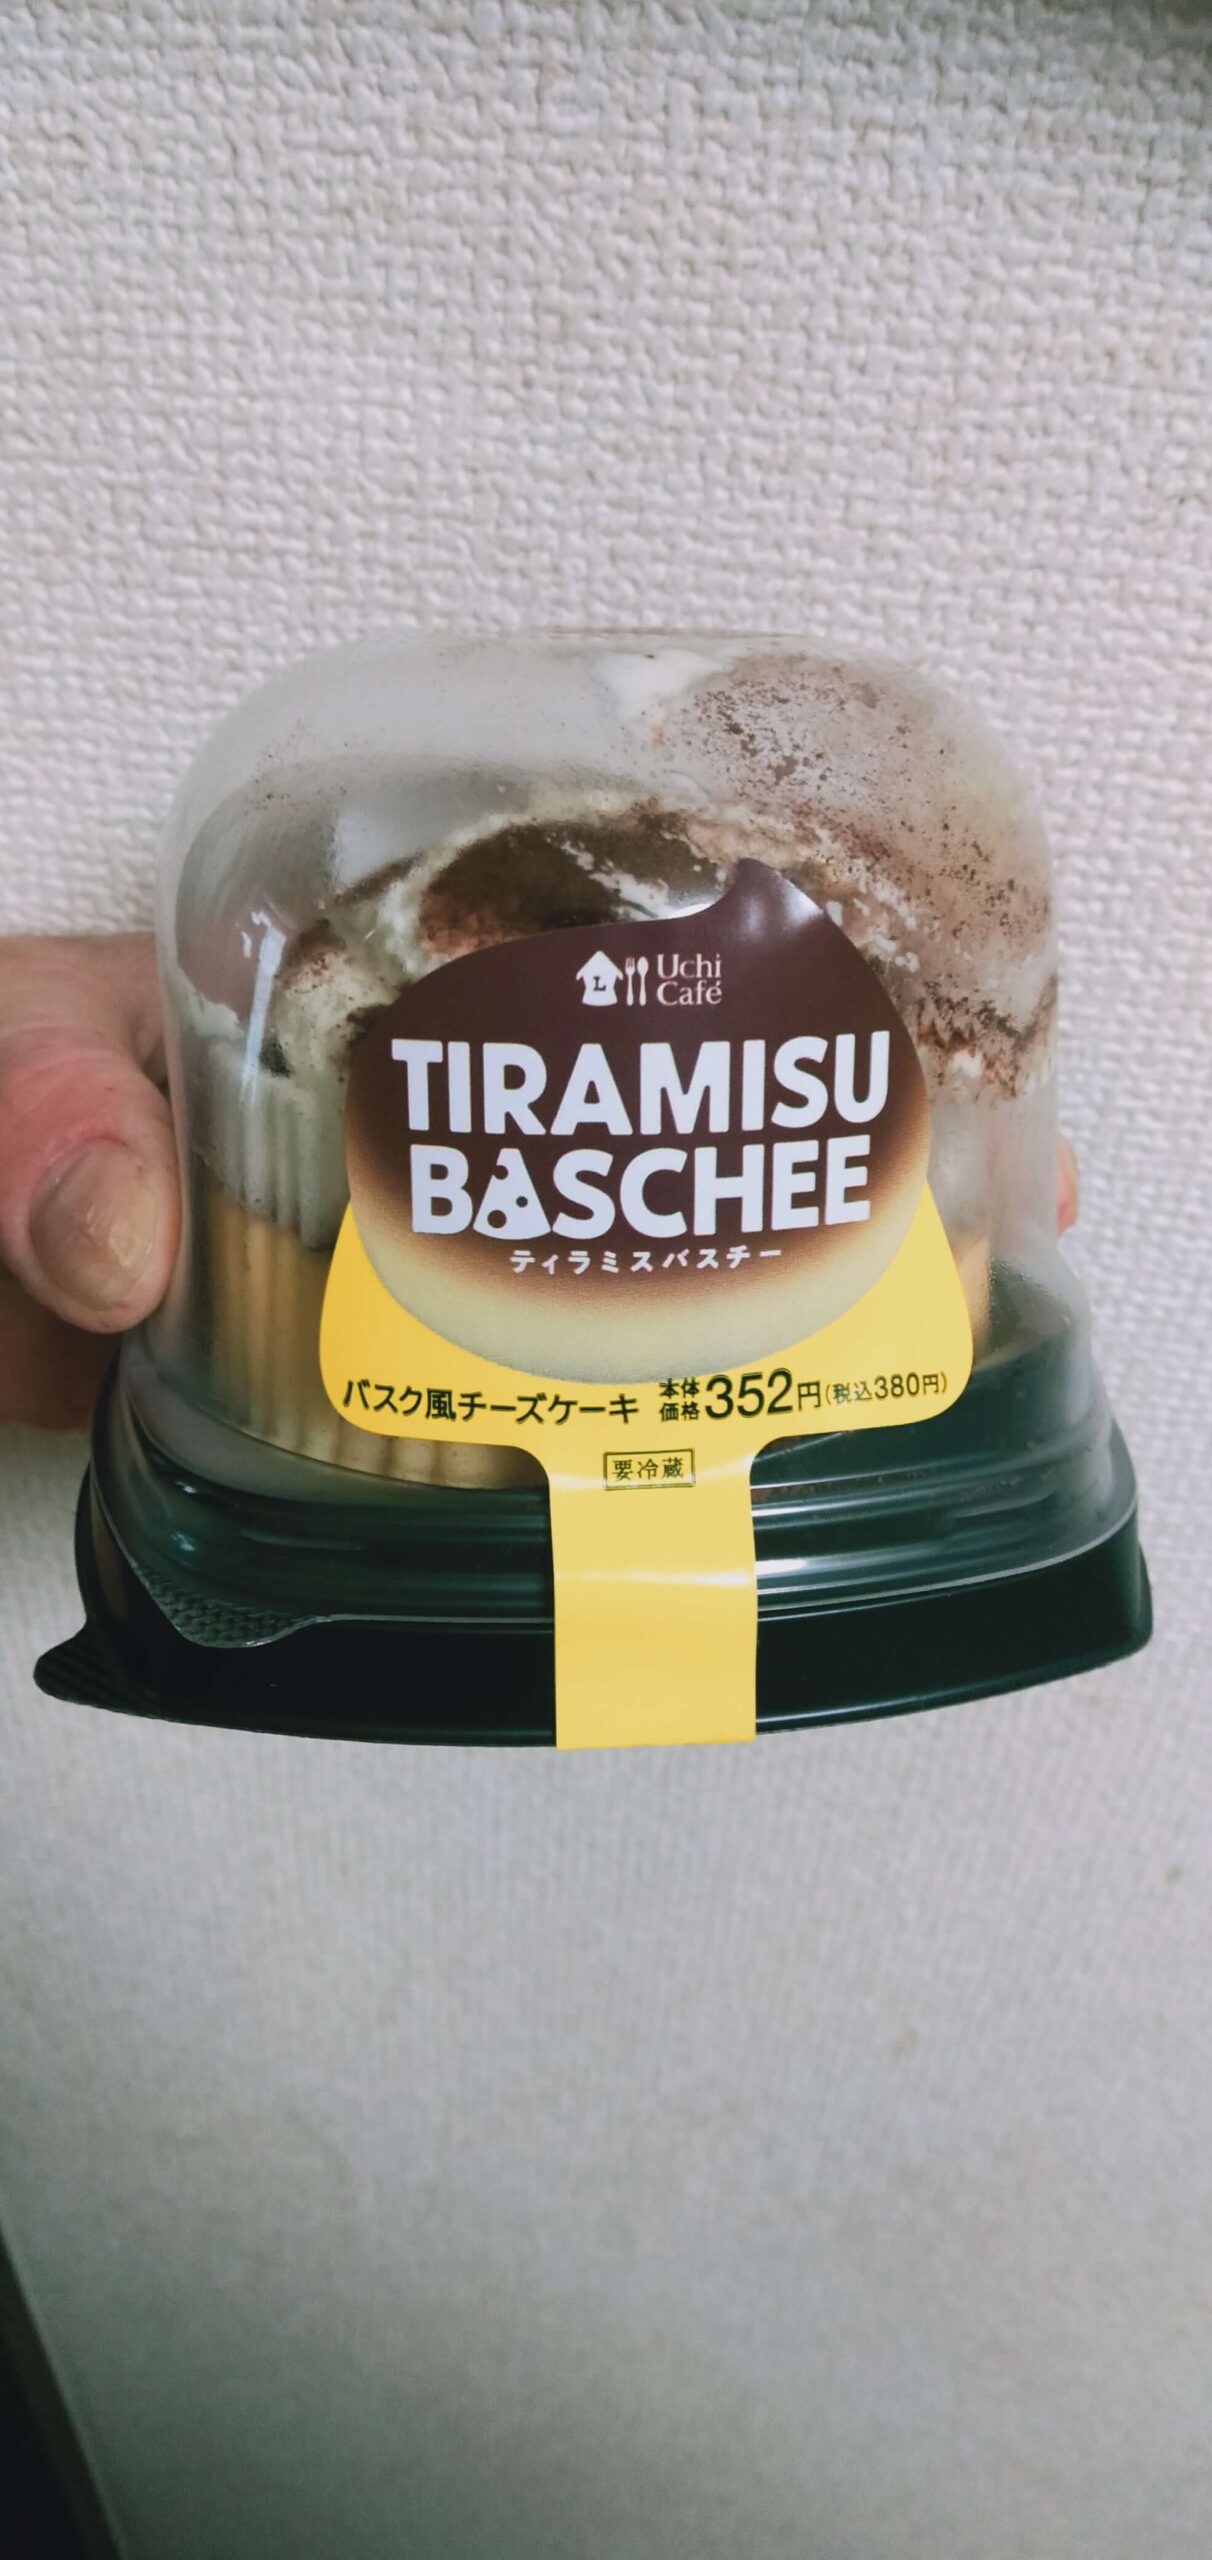 L
Uchi
Café
TIRAMISU
BASCHEE
ティラミスバスチー
バスク風チーズケーキ 本体価格352円(税込380円)
要冷蔵